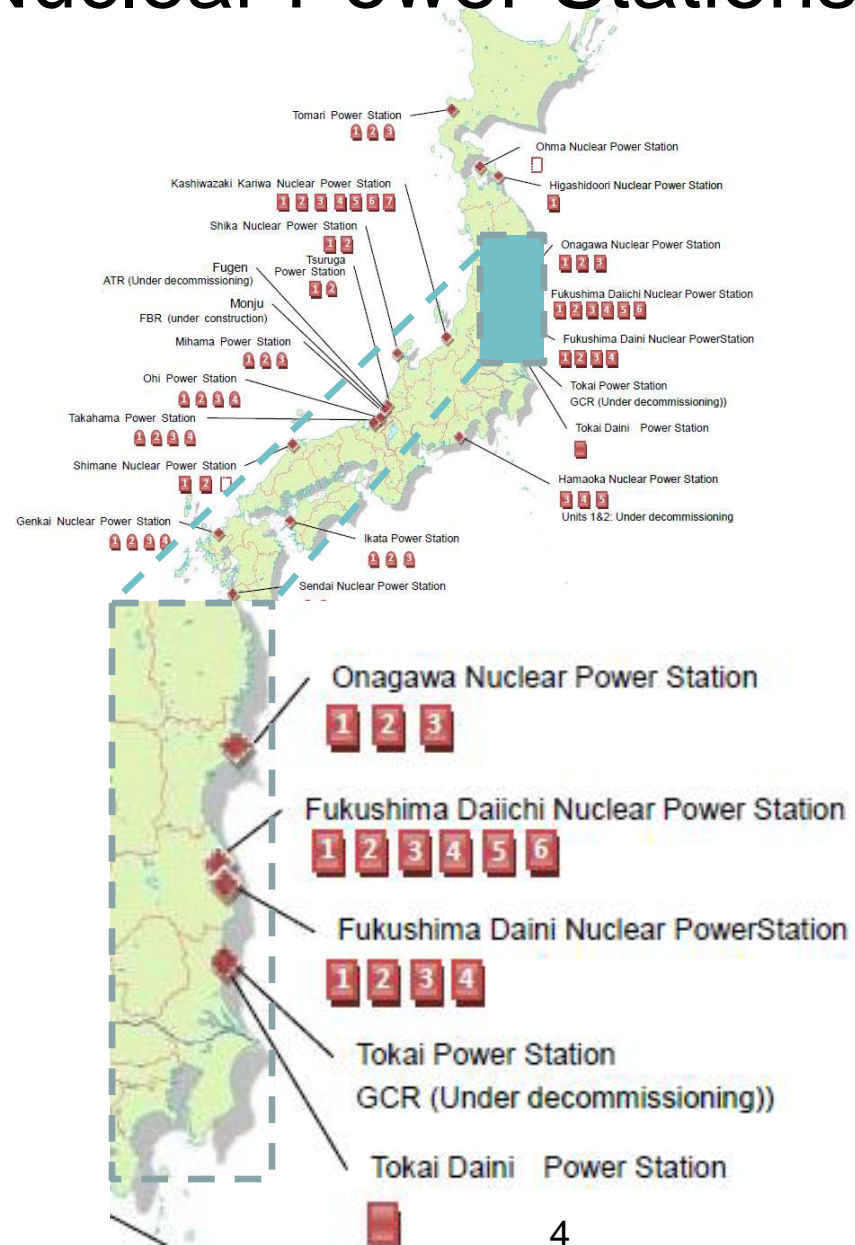 Nuclear Power Stations
Tomari Power Station
1 2 3
Ohma Nuclear Power Station
Higashidoori Nuclear Power Station
1
Kashiwazaki Kariwa Nuclear Power Station
1 2 3 4 5 6 7
Shika Nuclear Power Station
1 2
Tsuruga
Power Station
1 2
Fugen
ATR (Under decommissioning)
Monju
FBR (under construction)
Mihama Power Station
1 2 3
Ohi Power Station
1 2 3 4
Takahama Power Station
1 2 3 4
Shimane Nuclear Power Station
1 2
Genkai Nuclear Power Station
1 2 3 4
Onagawa Nuclear Power Station
1 2 3
Fukushima Daiichi Nuclear Power Station
1 2 3 4 5 6
Fukushima Daini Nuclear PowerStation
1 2 3 4
Tokai Power Station
GCR (Under decommissioning))
Tokai Daini Power Station
Hamaoka Nuclear Power Station
3 4 5
Units 1&2: Under decommissioning
Ikata Power Station
1 2 3
Sendai Nuclear Power Station
Onagawa Nuclear Power Station
1 2 3
Fukushima Daiichi Nuclear Power Station
1 2 3 4 5 6
Fukushima Daini Nuclear PowerStation
1 2 3 4
Tokai Power Station
GCR (Under decommissioning))
Tokai Daini Power Station
4